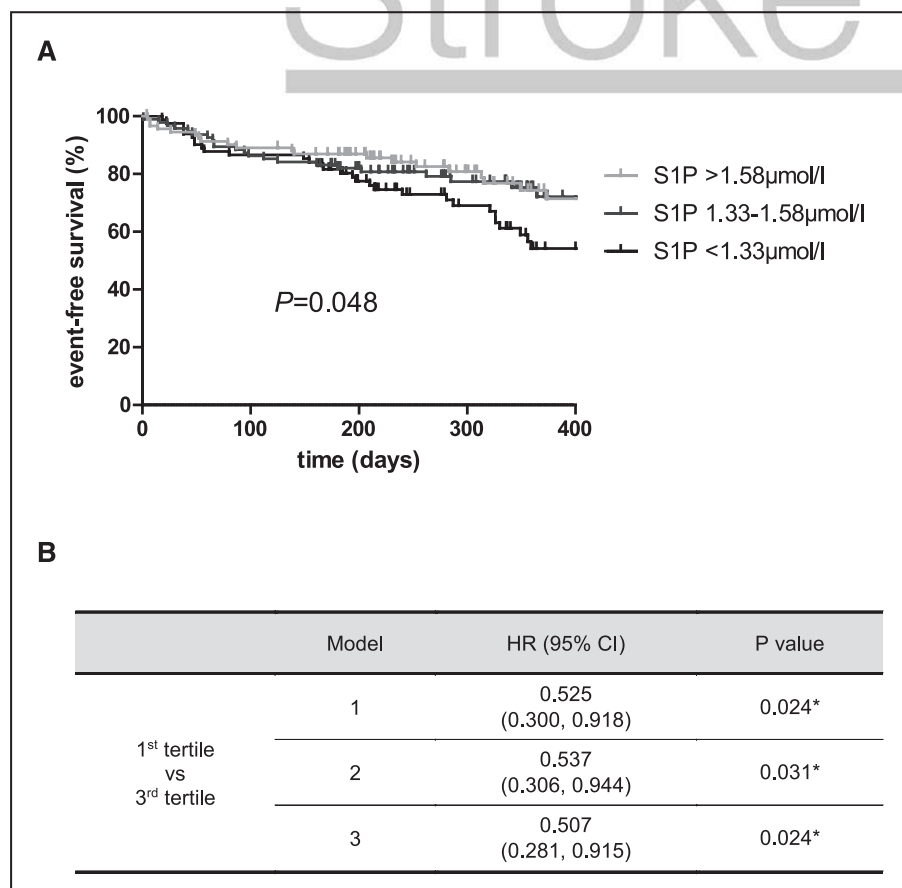 Stroke
A
event-free survival (%)
100
80
60
40
20
0
P=0.048
0 100 200 300 400
time (days)
S1P >1.58µmol/l
S1P 1.33-1.58µmol/l
S1P <1.33µmol/l
B
Model HR (95% CI) P value
1st tertile
vs
3rd tertile
1 0.525
(0.300, 0.918) 0.024*
2 0.537
(0.306, 0.944) 0.031*
3 0.507
(0.281, 0.915) 0.024*